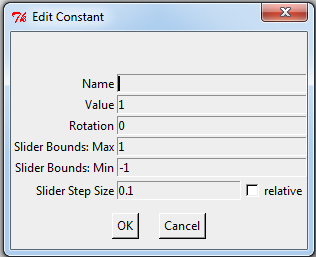 Edit Constant
Name
Value 1
Rotation 0
Slider Bounds: Max 1
Slider Bounds: Min -1
Slider Step Size 0.1 relative
OK Cancel